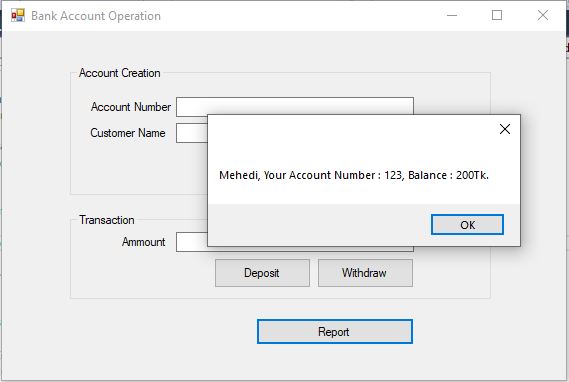 Bank Account Operation
Account Creation
Account Number
Customer Name
Mehedi, Your Account Number : 123, Balance : 200Tk.
OK
Transaction
Ammount
Deposit
Withdraw
Report